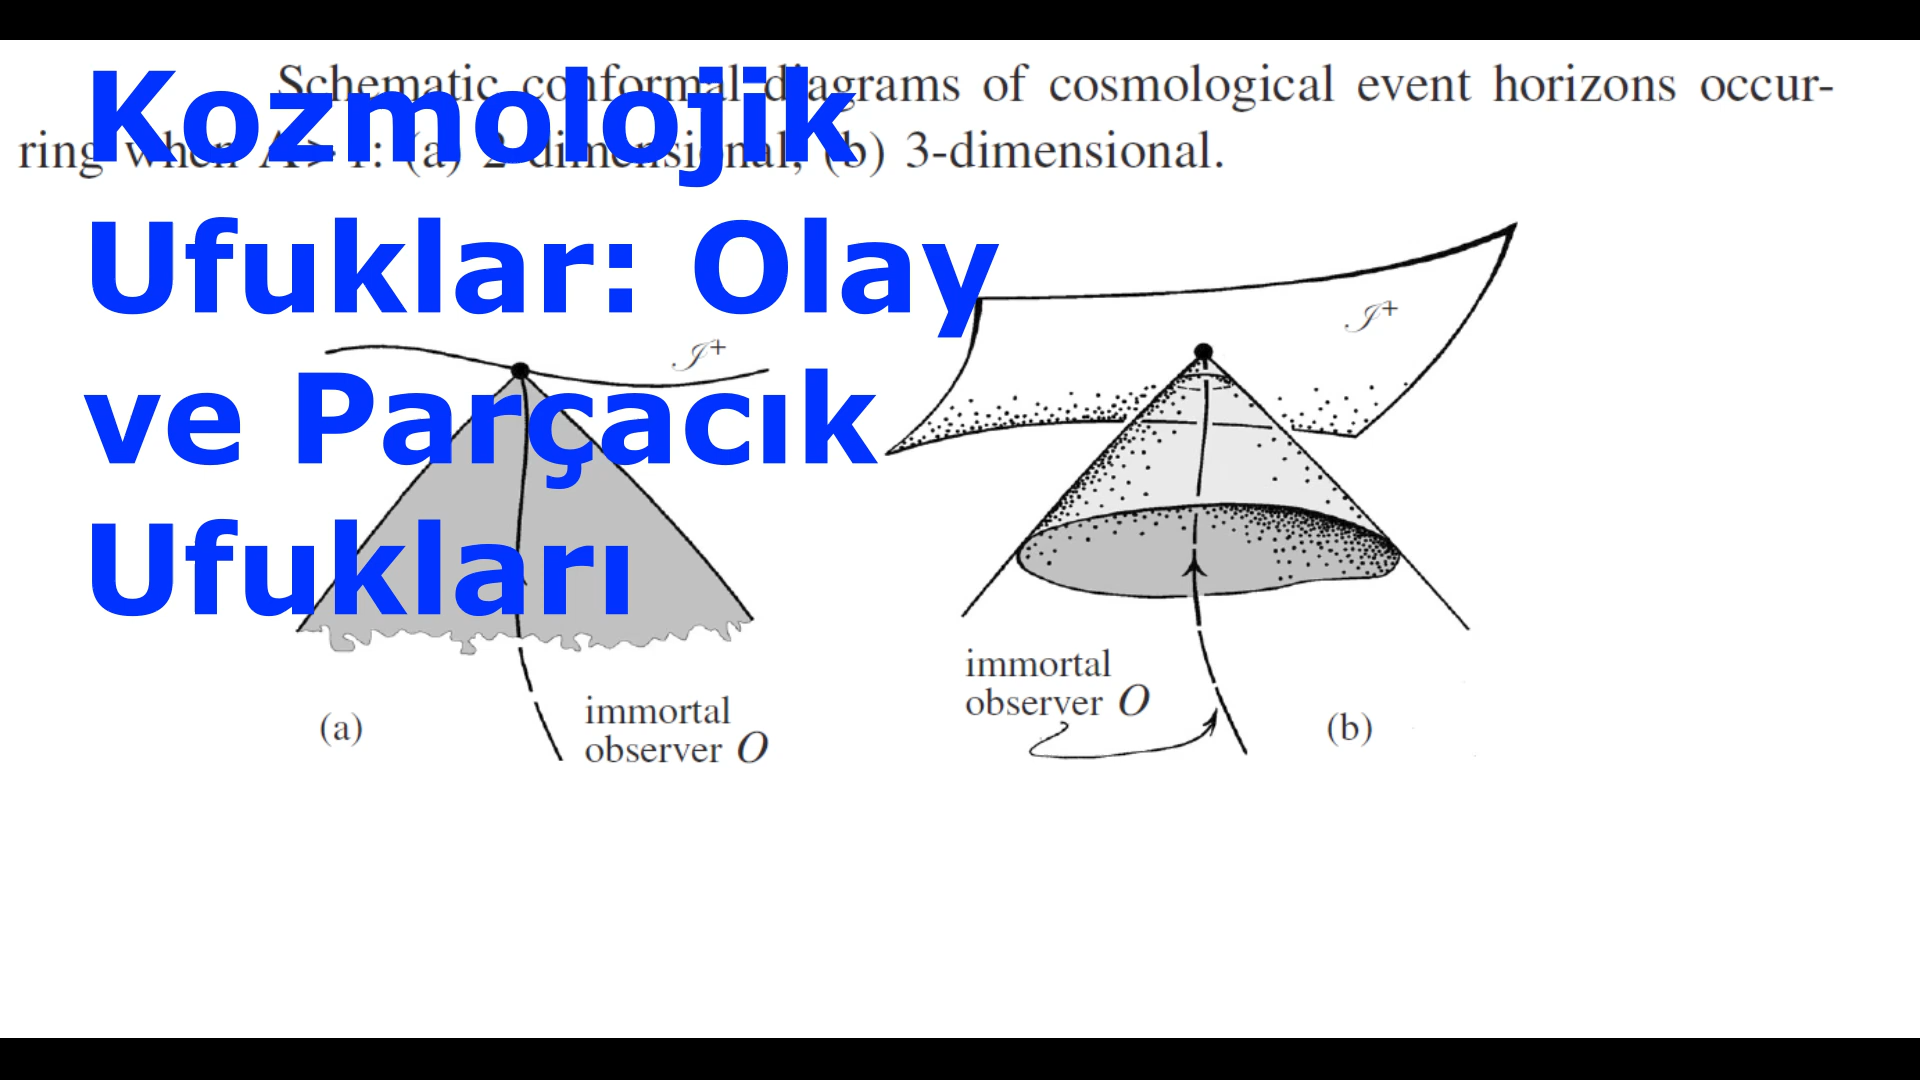 Schematic conformal diagrams of cosmological event horizons occur-
ring when Λ > 1: (a) 2-dimensional, (b) 3-dimensional.
Kozmolojik
Ufuklar: Olay
ve Parçacık
Ufukları
ℐ+
ℐ+
immortal
observer O
(a)
immortal
observer O
(b)